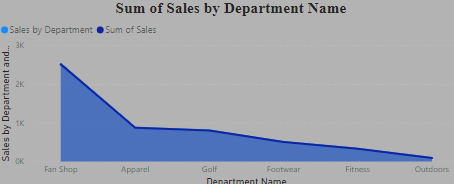 Sum of Sales by Department Name
Sales by Department Sum of Sales
Sales by Department and...
3K
2K
1K
0K
Fan Shop Apparel Golf Footwear Fitness Outdoors
Department Name